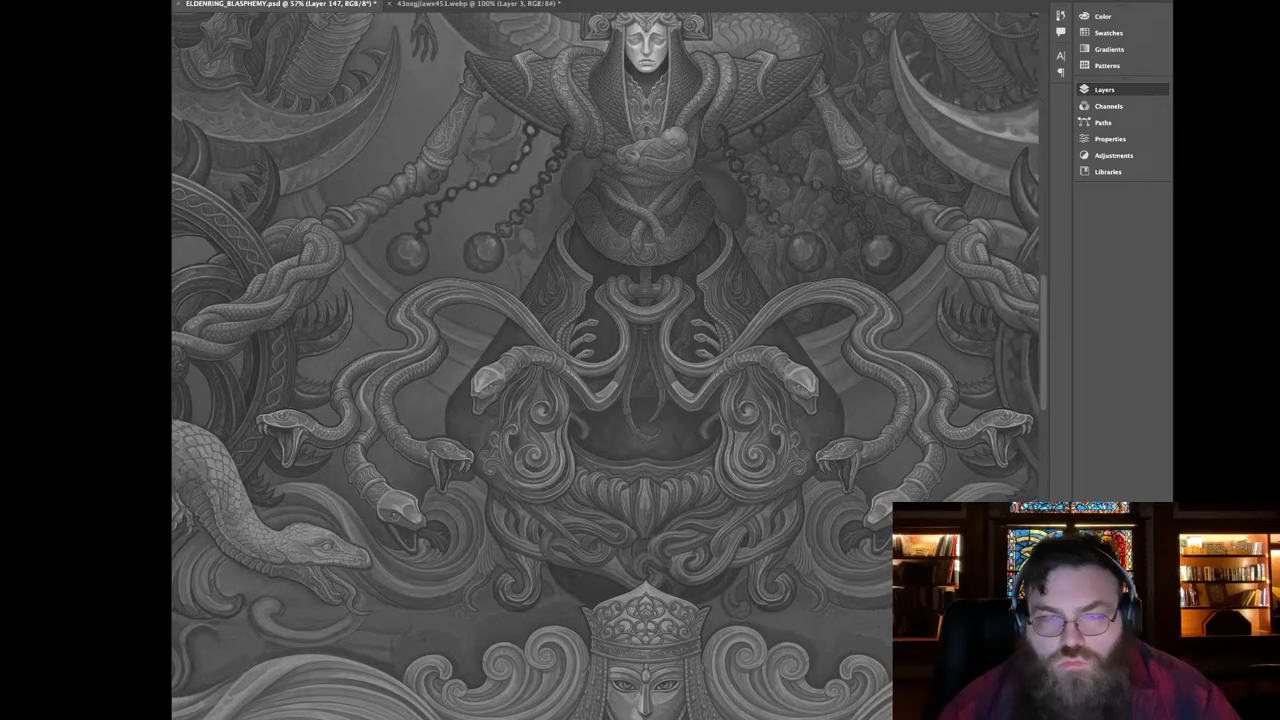 ELDENRING_BLASPHEMY.psd @ 57% (Layer 147, RGB/8*) *
43oxgjlawx451.webp @ 100% (Layer 3, RGB/8#) *
Color
Swatches
Gradients
Patterns
Layers
Channels
Paths
Properties
Adjustments
Libraries